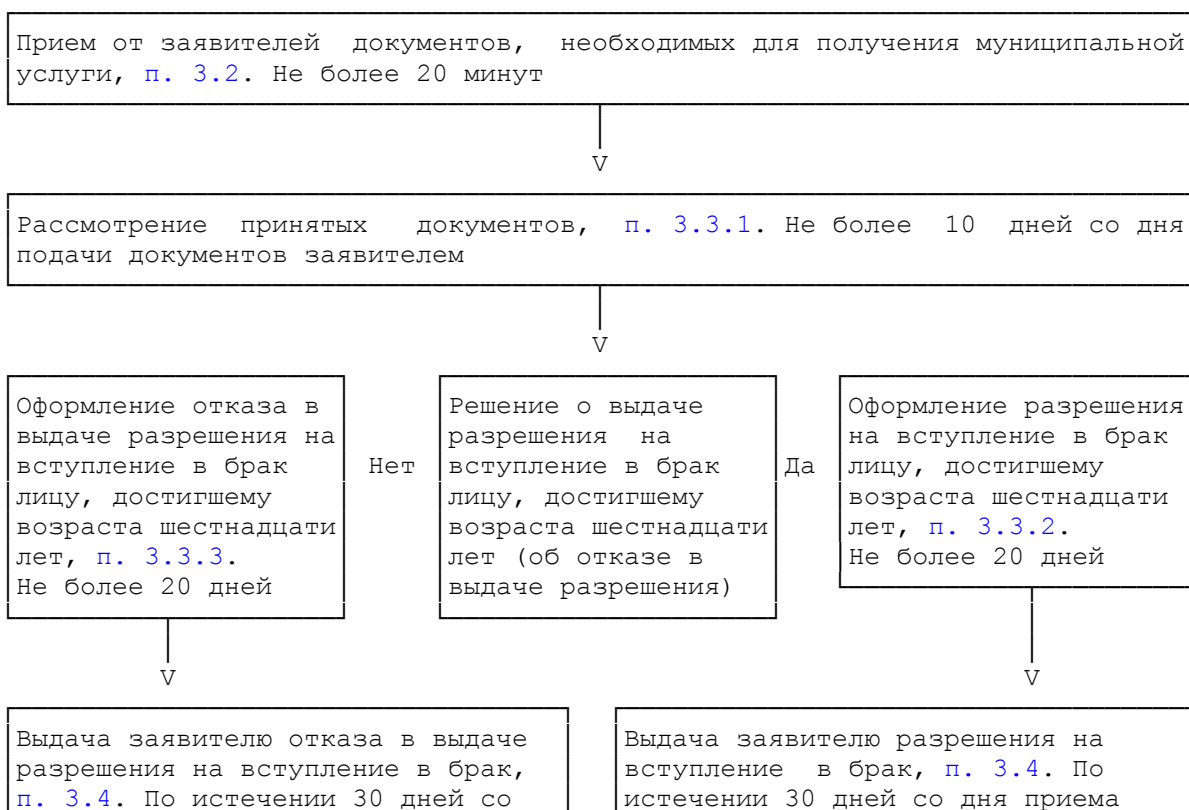 Прием от заявителей документов, необходимых для получения муниципальной
услуги, п. 3.2. Не более 20 минут
V
Рассмотрение принятых документов, п. 3.3.1. Не более 10 дней со дня
подачи документов заявителем
V
Оформление отказа в
выдаче разрешения на
вступление в брак
лицу, достигшему
возраста шестнадцати
лет, п. 3.3.3.
Не более 20 дней
Нет
Решение о выдаче
разрешения на
вступление в брак
лицу, достигшему
возраста шестнадцати
лет (об отказе в
выдаче разрешения)
Да
Оформление разрешения
на вступление в брак
лицу, достигшему
возраста шестнадцати
лет, п. 3.3.2.
Не более 20 дней
V
V
Выдача заявителю отказа в выдаче
разрешения на вступление в брак,
п. 3.4. По истечении 30 дней со
Выдача заявителю разрешения на
вступление в брак, п. 3.4. По
истечении 30 дней со дня приема